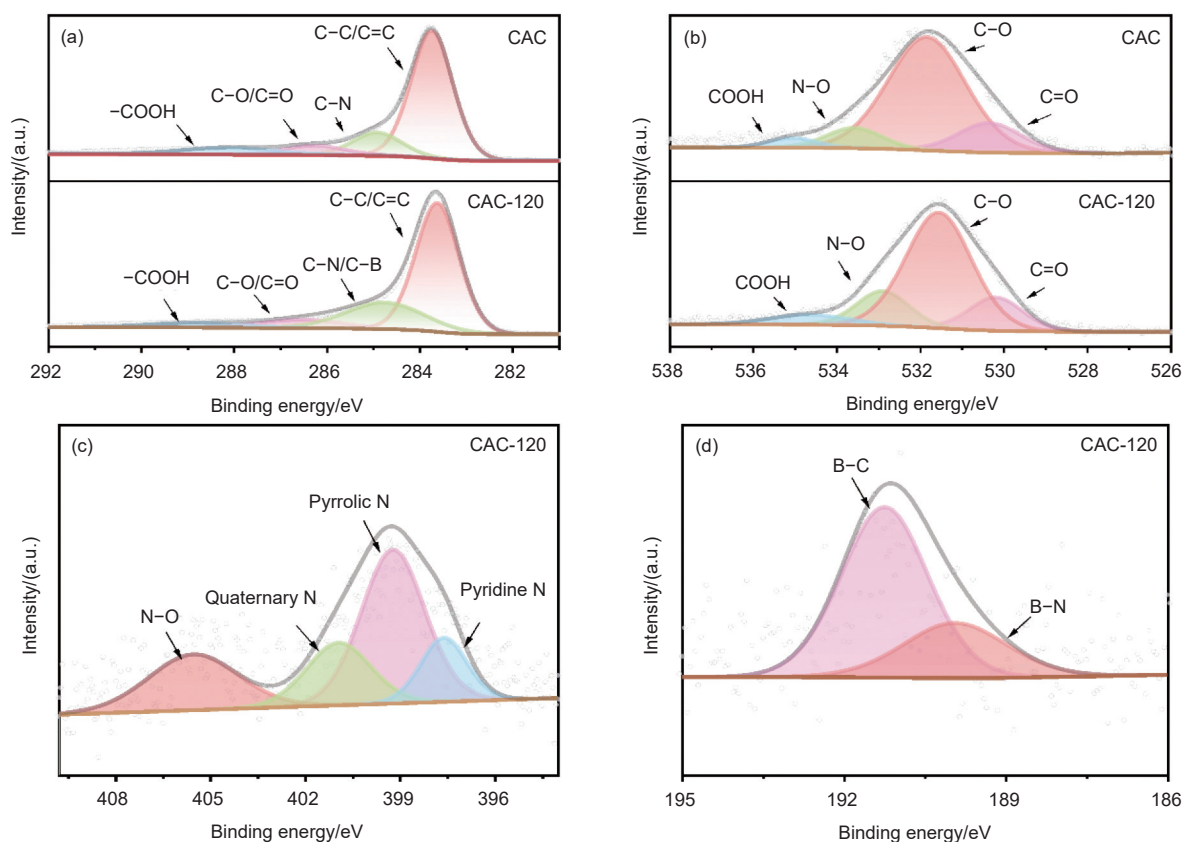 (a)
CAC
C−C/C=C
C−N
C−O/C=O
−COOH
CAC-120
C−C/C=C
C−N/C−B
C−O/C=O
−COOH
Intensity/(a.u.)
292 290 288 286 284 282
Binding energy/eV
(b)
CAC
C−O
N−O
COOH
C=O
CAC-120
C−O
N−O
COOH
C=O
Intensity/(a.u.)
538 536 534 532 530 528 526
Binding energy/eV
(c)
CAC-120
Pyrrolic N
Quaternary N
Pyridine N
N−O
Intensity/(a.u.)
408 405 402 399 396
Binding energy/eV
(d)
CAC-120
B−C
B−N
Intensity/(a.u.)
195 192 189 186
Binding energy/eV